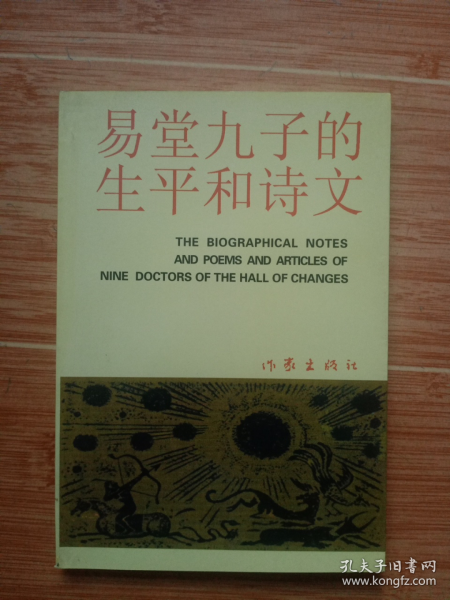 易堂九子的
生平和诗文
THE BIOGRAPHICAL NOTES
AND POEMS AND ARTICLES OF
NINE DOCTORS OF THE HALL OF CHANGES
作家出版社
孔夫子旧书网
www.kongfz.com